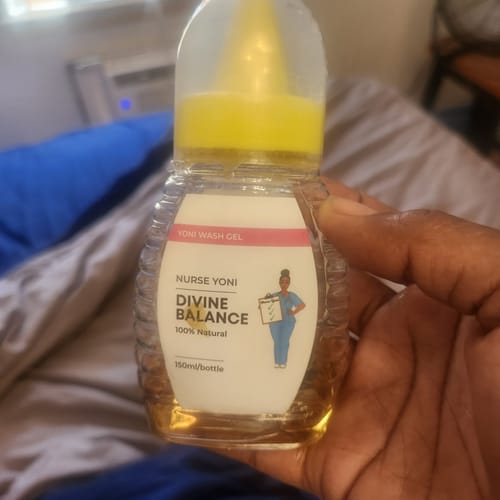 YONI WASH GEL
NURSE YONI
DIVINE
BALANCE
100% Natural
150ml/bottle